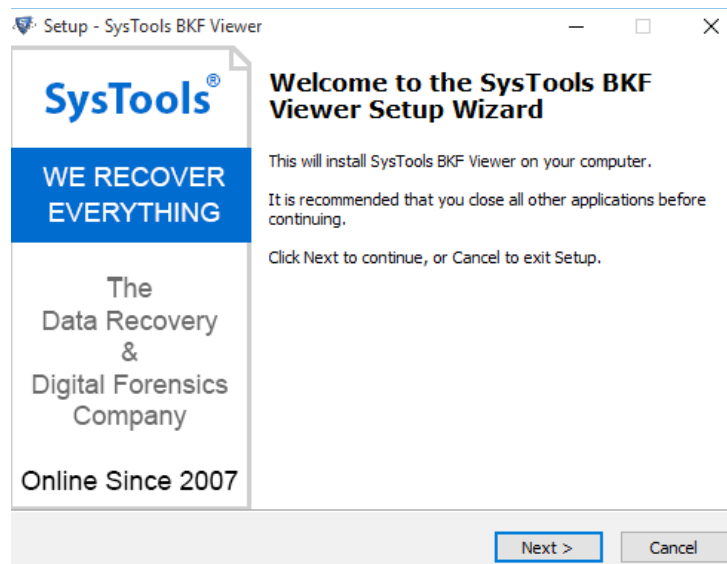 Setup - SysTools BKF Viewer
SysTools®
WE RECOVER
EVERYTHING
The
Data Recovery
&
Digital Forensics
Company
Online Since 2007
Welcome to the SysTools BKF
Viewer Setup Wizard
This will install SysTools BKF Viewer on your computer.
It is recommended that you close all other applications before
continuing.
Click Next to continue, or Cancel to exit Setup.
Next >
Cancel